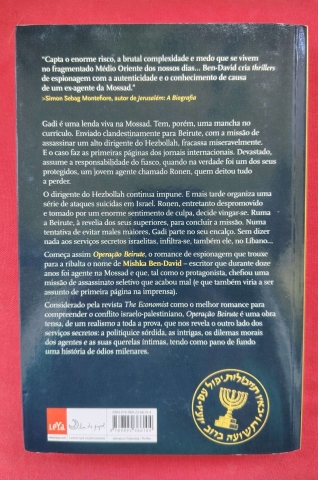 "Capta o enorme risco, a brutal complexidade e medo que se vivem
no fragmentado Médio Oriente dos nossos dias... Ben-David cria thrillers
de espionagem com a autenticidade e o conhecimento de causa
de um ex-agente da Mossad."
>Simon Sebag Montefiore, autor de Jerusalém: A Biografia
Gadi é uma lenda viva na Mossad. Tem, porém, uma mancha no
currículo. Enviado clandestinamente para Beirute, com a missão de
assassinar um alto dirigente do Hezbollah, fracassa miseravelmente.
E o caso faz as primeiras páginas dos jornais internacionais. Devastado,
assume a responsabilidade do fiasco, quando na verdade foi um dos seus
protegidos, um jovem agente chamado Ronen, quem deitou tudo
a perder.
O dirigente do Hezbollah continua impune. E mais tarde organiza uma
série de ataques suicidas em Israel. Ronen, entretanto despromovido
e tomado por um enorme sentimento de culpa, decide vingar-se. Ruma
a Beirute, à revelia dos seus superiores, para concluir a missão. Numa
tentativa de evitar males maiores, Gadi parte no seu encalço. Sem dizer
nada aos serviços secretos israelitas, infiltra-se, também ele, no Líbano...
Começa assim Operação Beirute, o romance de espionagem que trouxe
para a ribalta o nome de Mishka Ben-David – escritor que durante doze
anos foi agente na Mossad e que, tal como o protagonista, chefiou uma
missão de assassinato seletivo que acabou mal (e que também viria a ser
assunto de primeira página na imprensa).
Considerado pela revista The Economist como o melhor romance para
compreender o conflito israelo-palestiniano, Operação Beirute é uma obra
tensa, de um realismo a toda a prova, que nos revela o outro lado dos
serviços secretos: a politiquice sórdida, as intrigas, os dilemas morais
dos agentes e as suas querelas íntimas, tendo como pano de fundo
uma história de ódios milenares.
LEYA